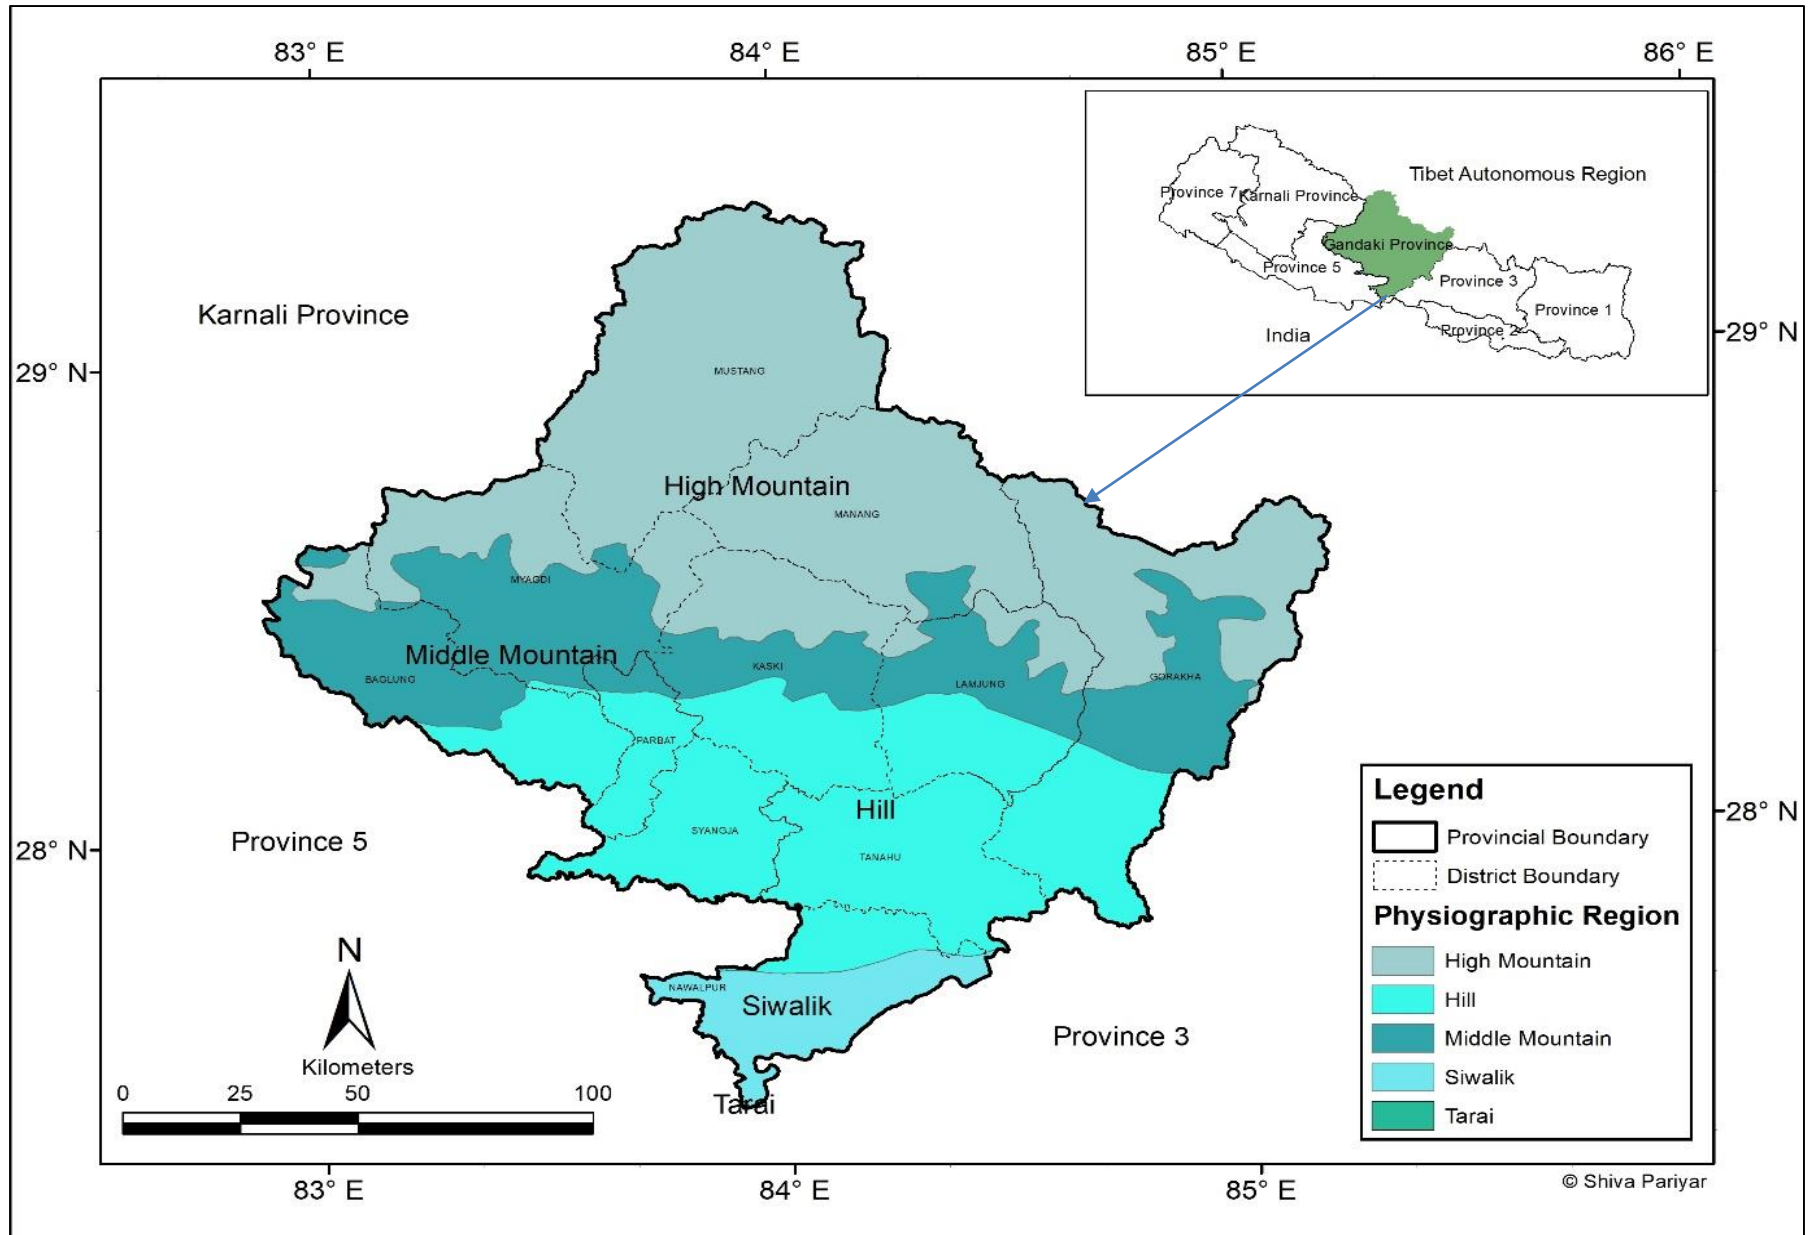 83° E
84° E
85° E
86° E
Tibet Autonomous Region
Province 7
Karnali Province
Gandaki Province
Province 5
Province 3
Province 1
Province 2
India
Karnali Province
29° N
29° N
MUSTANG
High Mountain
MANANG
MYAGDI
Middle Mountain
KASKI
BAGLUNG
LAMJUNG
GORAKHA
PARBAT
Hill
SYANGJA
TANAHU
Province 5
28° N
28° N
NAWALPUR
Siwalik
Province 3
Tarai
N
Kilometers
0
25
50
100
Legend
Provincial Boundary
District Boundary
Physiographic Region
High Mountain
Hill
Middle Mountain
Siwalik
Tarai
83° E
84° E
85° E
© Shiva Pariyar